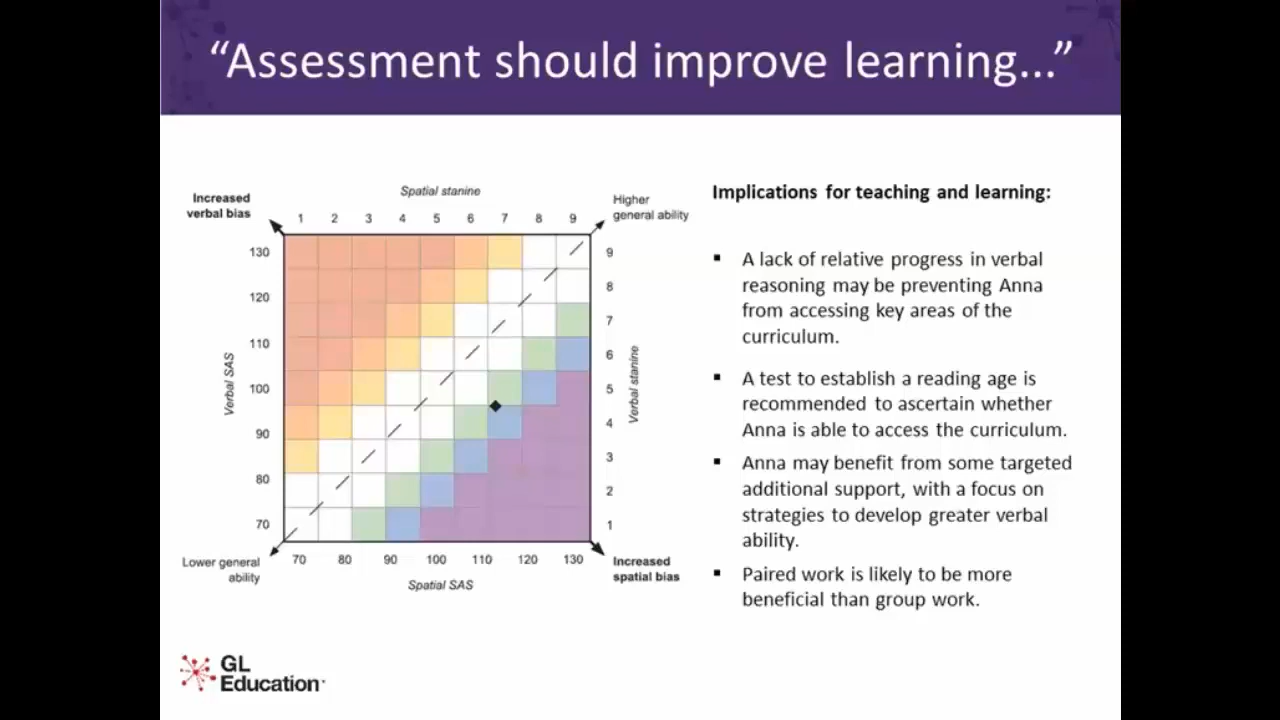 “Assessment should improve learning...”
Increased
verbal bias
Spatial stanine
Higher
general ability
1 2 3 4 5 6 7 8 9
130
120
110
100
90
80
70
Verbal SAS
9
8
7
6
5
4
3
2
1
Verbal stanine
Lower general
ability
70 80 90 100 110 120 130
Spatial SAS
Increased
spatial bias
Implications for teaching and learning:
▪ A lack of relative progress in verbal
reasoning may be preventing Anna
from accessing key areas of the
curriculum.
▪ A test to establish a reading age is
recommended to ascertain whether
Anna is able to access the curriculum.
▪ Anna may benefit from some targeted
additional support, with a focus on
strategies to develop greater verbal
ability.
▪ Paired work is likely to be more
beneficial than group work.
GL
Education